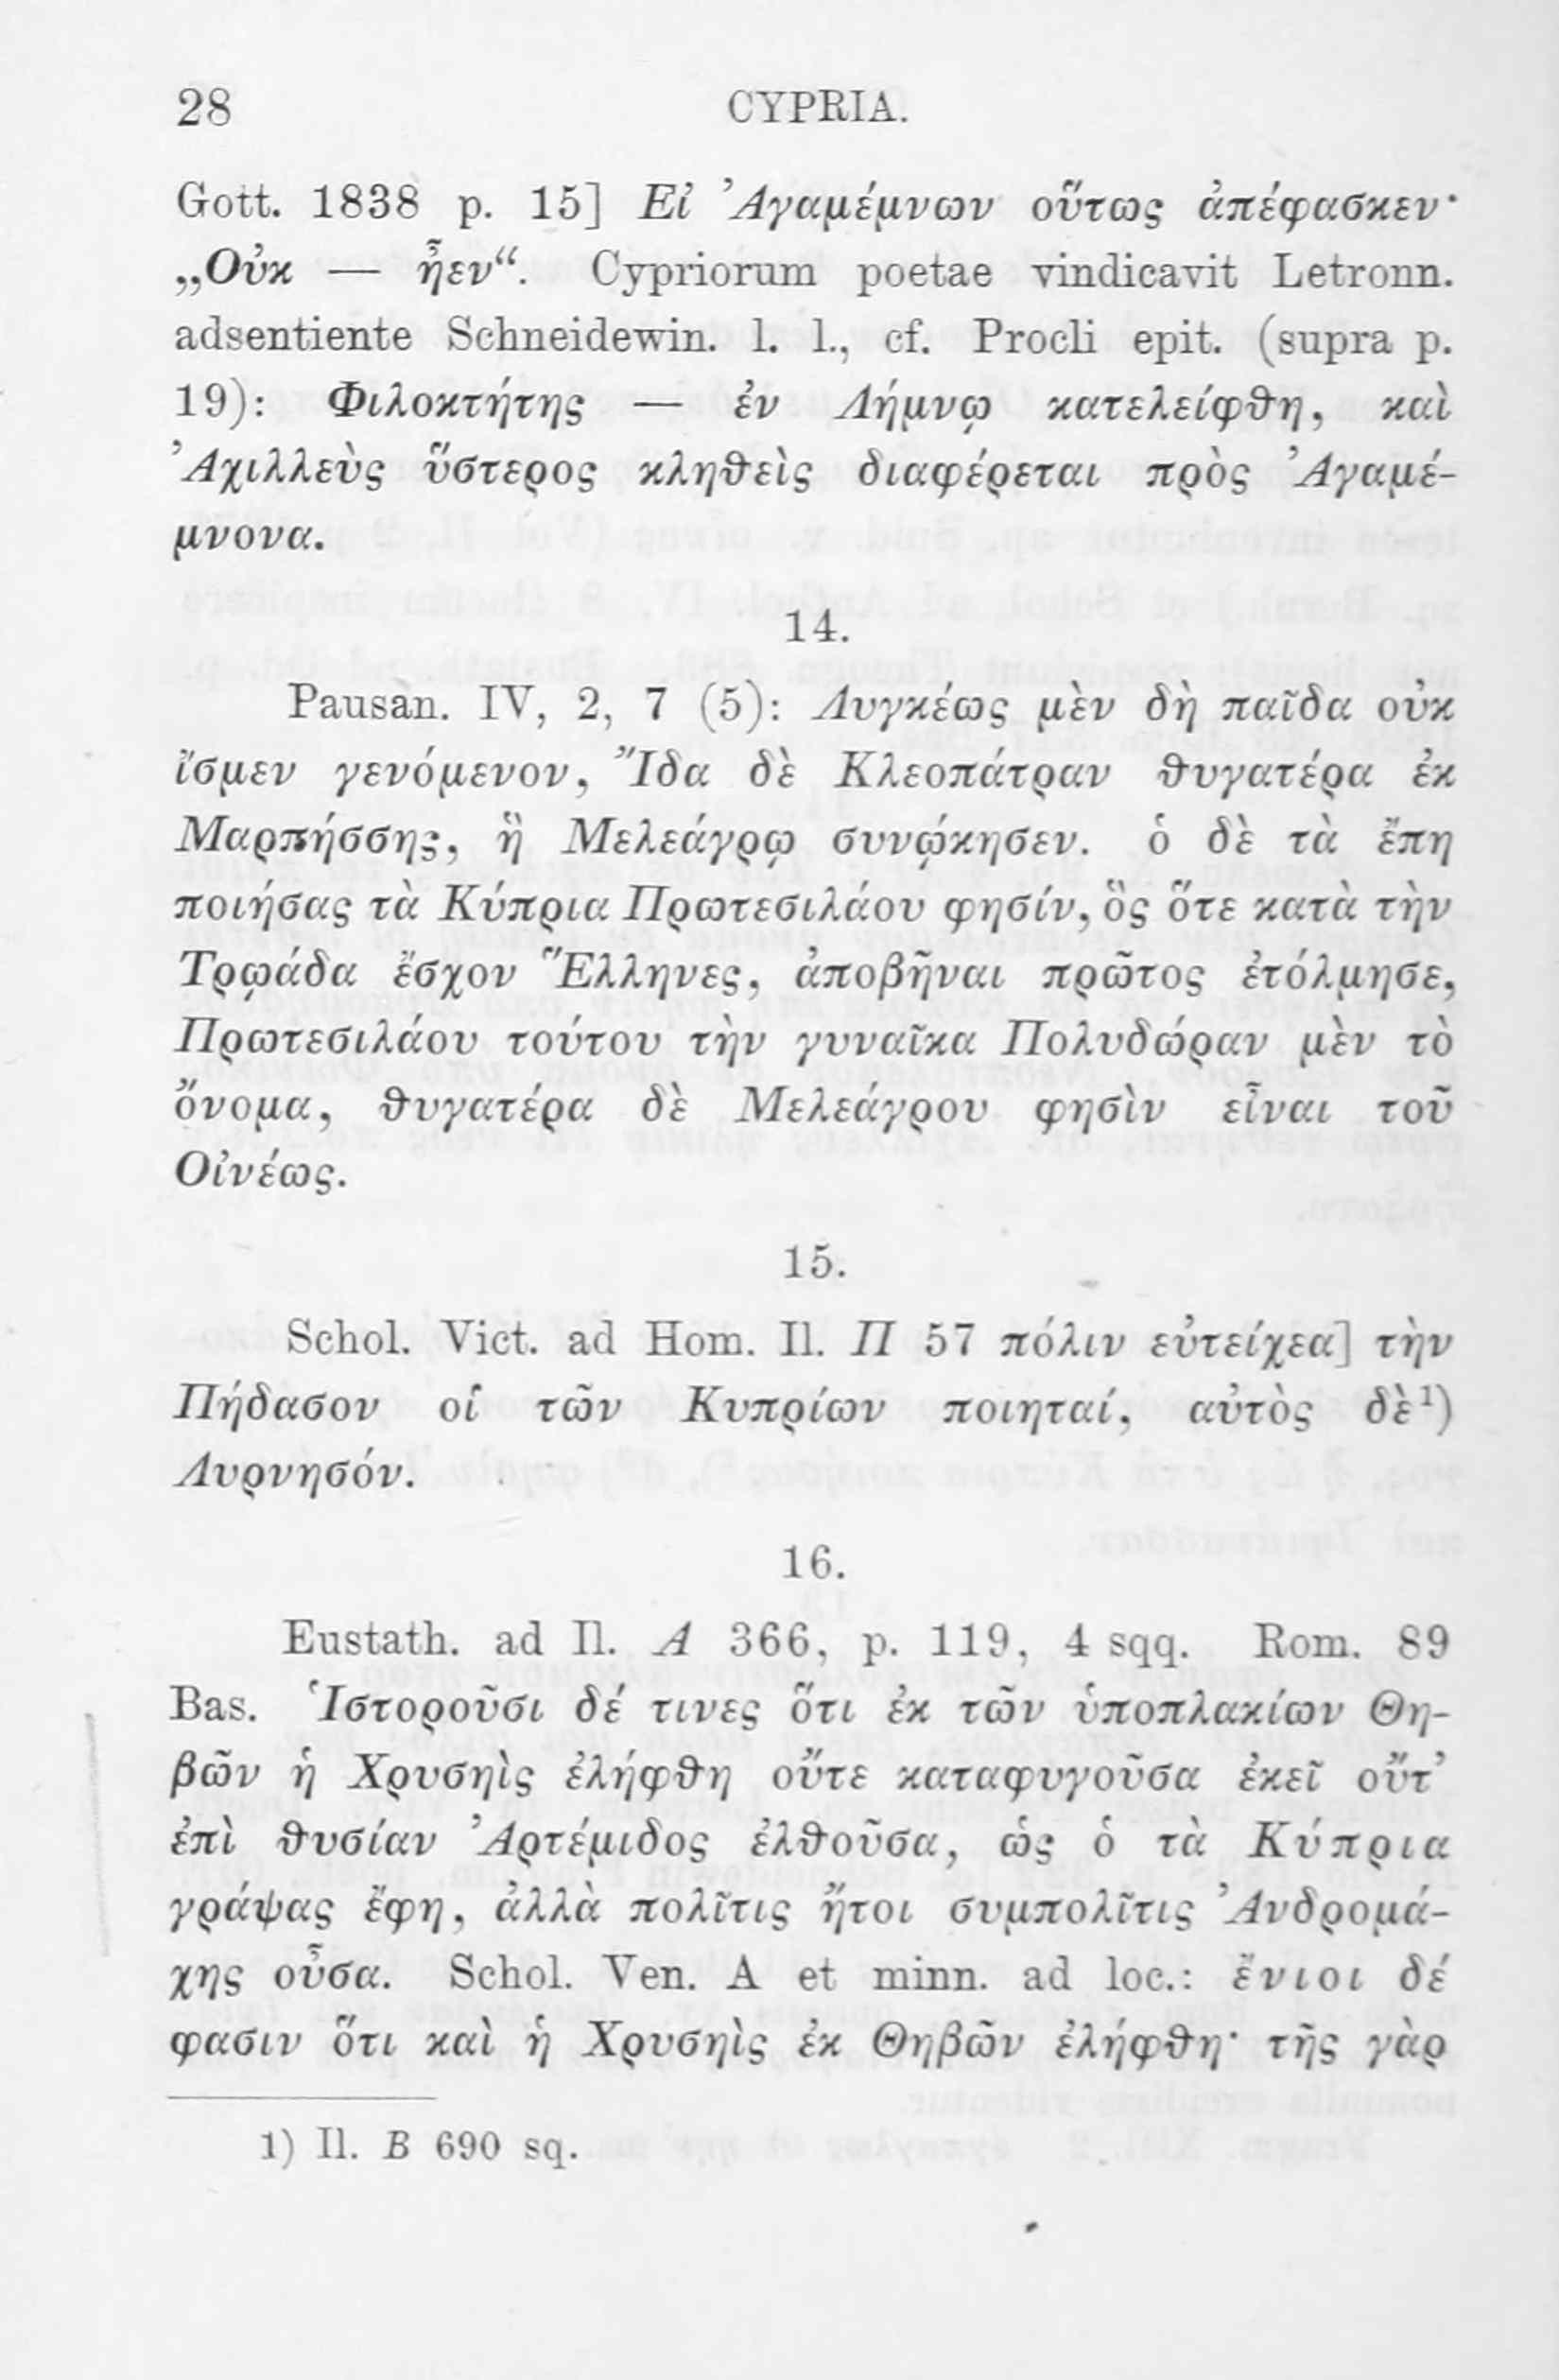 28 CYPRIA.
Gott. 1838 p. 15] Εἰ Ἀγαμέμνων οὕτως ἀπέφασκεν·
„Οὐκ — ἦεν“. Cypriorum poetae vindicavit Letronn.
adsentiente Schneidewin. l. l., cf. Procli epit. (supra p.
19): Φιλοκτήτης — ἐν Λήμνῳ κατελείφθη, καὶ
Ἀχιλλεὺς ὕστερος κληθεὶς διαφέρεται πρὸς Ἀγαμέ-
μνονα.
14.
Pausan. IV, 2, 7 (5): Λυγκέως μὲν δὴ παῖδα οὐκ
ἴσμεν γενόμενον, Ἴδα δὲ Κλεοπάτραν θυγατέρα ἐκ
Μαρπήσσης, ἣ Μελεάγρῳ συνῴκησεν. ὁ δὲ τὰ ἔπη
ποιήσας τὰ Κύπρια Πρωτεσιλάου φησίν, ὃς ὅτε κατὰ τὴν
Τρῳάδα ἔσχον Ἕλληνες, ἀποβῆναι πρῶτος ἐτόλμησε,
Πρωτεσιλάου τούτου τὴν γυναῖκα Πολυδώραν μὲν τὸ
ὄνομα, θυγατέρα δὲ Μελεάγρου φησὶν εἶναι τοῦ
Οἰνέως.
15.
Schol. Vict. ad Hom. Il. Π 57 πόλιν εὐτείχεα] τὴν
Πήδασον οἱ τῶν Κυπρίων ποιηταί, αὐτὸς δὲ¹)
Λυρνησόν.
16.
Eustath. ad Il. Α 366, p. 119, 4 sqq. Rom. 89
Bas. Ἱστοροῦσι δέ τινες ὅτι ἐκ τῶν ὑποπλακίων Θη-
βῶν ἡ Χρυσηὶς ἐλήφθη οὔτε καταφυγοῦσα ἐκεῖ οὔτ’
ἐπὶ θυσίαν Ἀρτέμιδος ἐλθοῦσα, ὡς ὁ τὰ Κύπρια
γράψας ἔφη, ἀλλὰ πολῖτις ἤτοι συμπολῖτις Ἀνδρομά-
χης οὖσα. Schol. Ven. A et minn. ad loc.: ἔνιοι δέ
φασιν ὅτι καὶ ἡ Χρυσηὶς ἐκ Θηβῶν ἐλήφθη· τῆς γὰρ
1) Il. Β 690 sq.